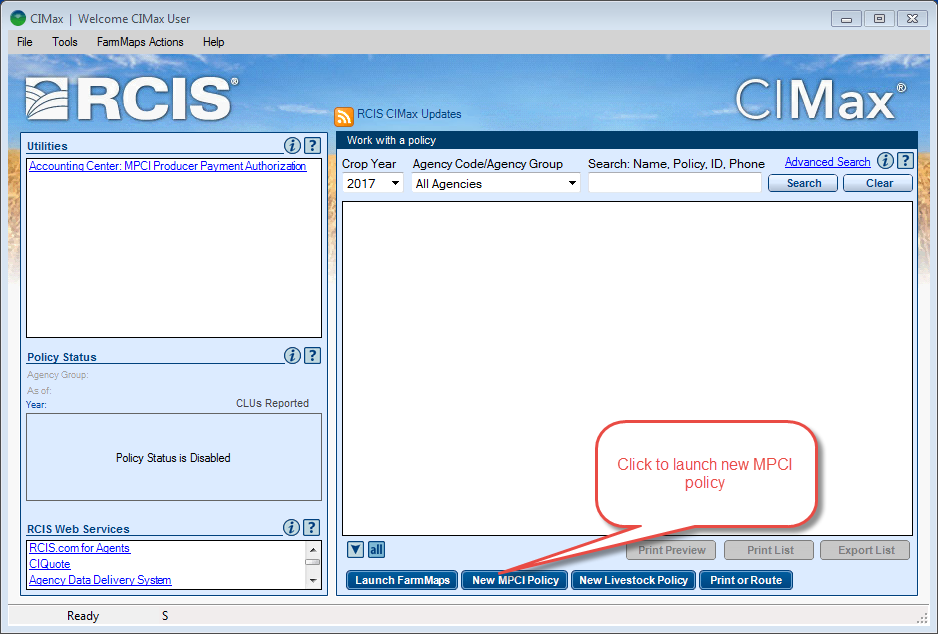 CIMax | Welcome CIMax User
File Tools FarmMaps Actions Help
RCIS®
CIMax®
RCIS CIMax Updates
Utilities i ?
Accounting Center: MPCI Producer Payment Authorization
Policy Status i ?
Agency Group:
As of:
Year: CLUs Reported
Policy Status is Disabled
RCIS Web Services i ?
RCIS.com for Agents
CIQuote
Agency Data Delivery System
Work with a policy
Crop Year Agency Code/Agency Group Search: Name, Policy, ID, Phone Advanced Search i ?
2017 All Agencies Search Clear
Click to launch new MPCI
policy
all Print Preview Print List Export List
Launch FarmMaps New MPCI Policy New Livestock Policy Print or Route
Ready S